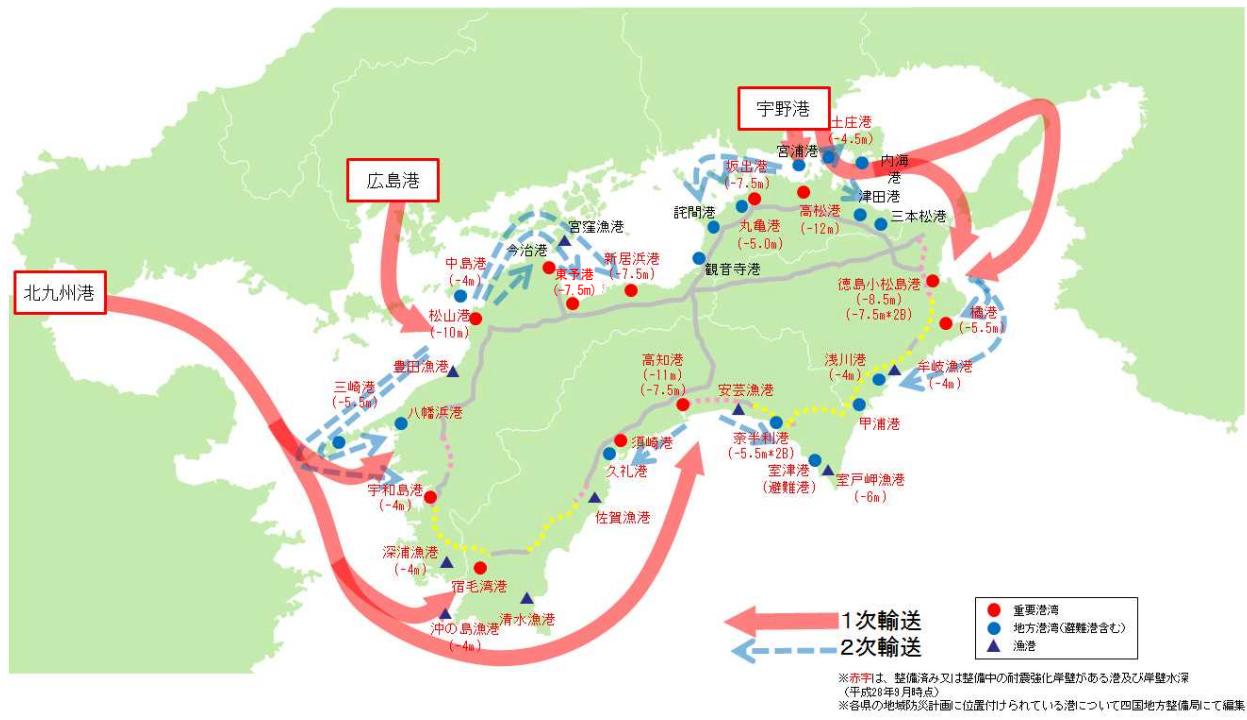 宇野港
土庄港
(-4.5m)
宮浦港
内海
港
坂出港
(-7.5m)
広島港
津田港
詫間港
高松港
(-12m)
三本松港
丸亀港
(-5.0m)
宮窪漁港
今治港
新居浜港
(-7.5m)
観音寺港
中島港
(-4m)
東予港
(-7.5m)
徳島小松島港
(-8.5m)
(-7.5m*2B)
北九州港
松山港
(-10m)
橘港
(-5.5m)
高知港
(-11m)
(-7.5m)
浅川港
(-4m)
牟岐漁港
(-4m)
豊田漁港
安芸漁港
三崎港
(-5.5m)
八幡浜港
甲浦港
須崎港
奈半利港
(-5.5m*2B)
久礼港
室津港
(避難港)
室戸岬漁港
(-6m)
宇和島港
(-4m)
佐賀漁港
深浦漁港
(-4m)
宿毛湾港
清水漁港
沖の島漁港
(-4m)
1次輸送
2次輸送
重要港湾
地方港湾(避難港含む)
漁港
※赤字は、整備済み又は整備中の耐震強化岸壁がある港及び岸壁水深
(平成28年9月時点)
※各県の地域防災計画に位置付けられている港について四国地方整備局にて編集